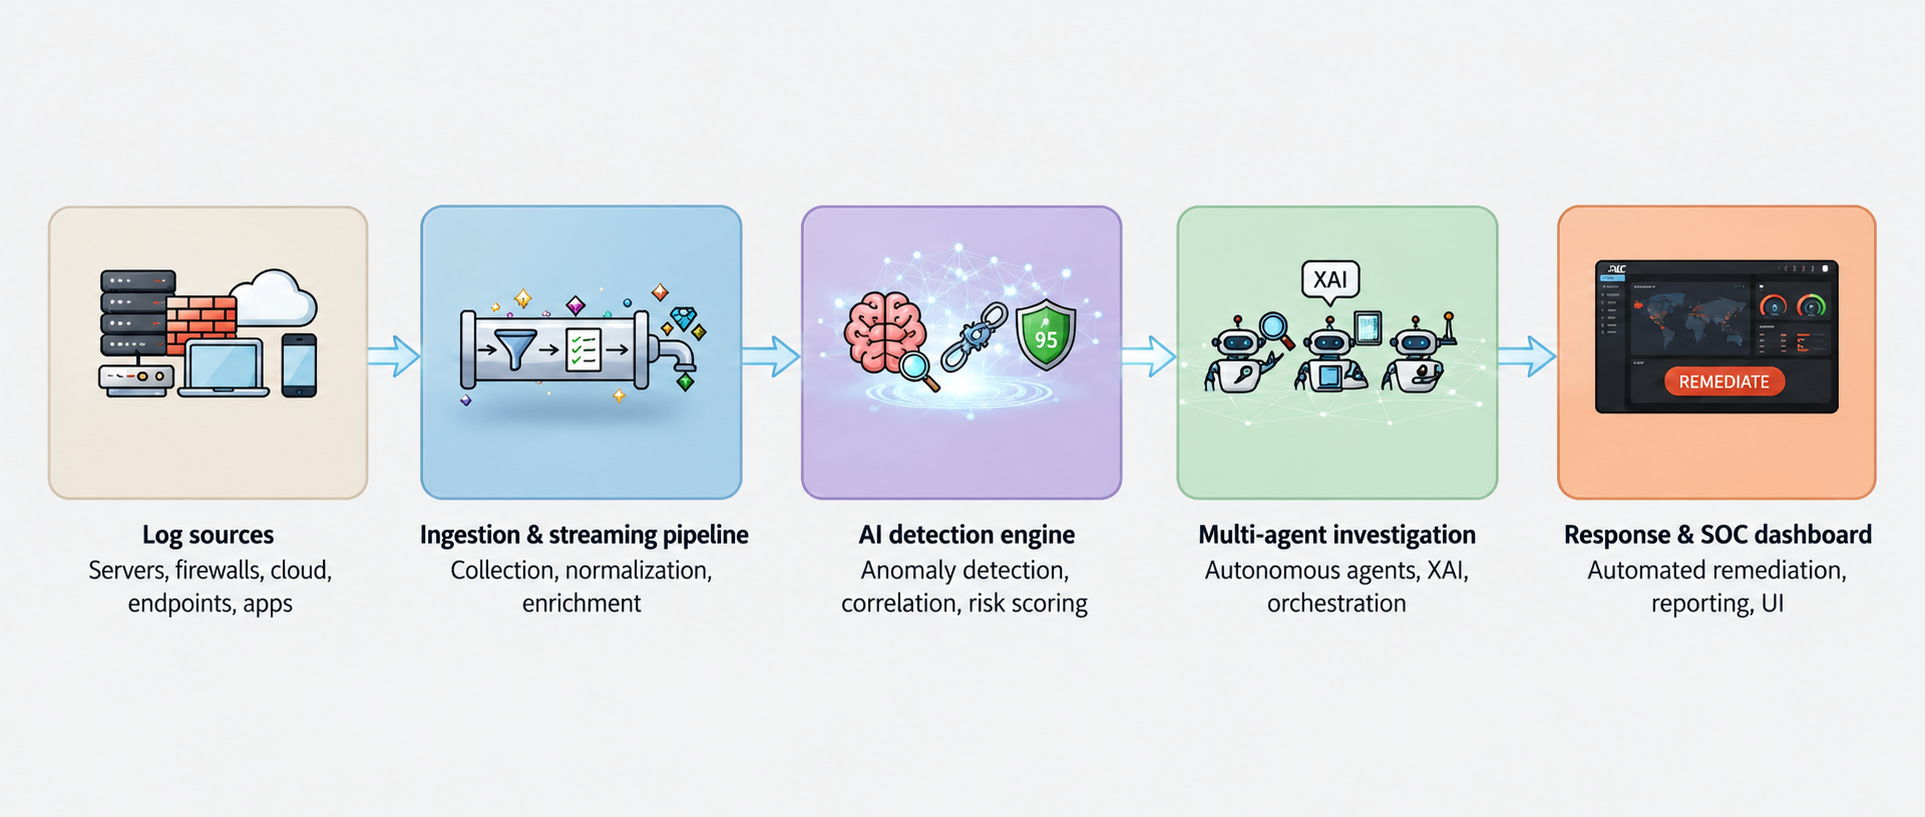 XAI
95
REMEDIATE
Log sources
Servers, firewalls, cloud,
endpoints, apps
Ingestion & streaming pipeline
Collection, normalization,
enrichment
AI detection engine
Anomaly detection,
correlation, risk scoring
Multi-agent investigation
Autonomous agents, XAI,
orchestration
Response & SOC dashboard
Automated remediation,
reporting, UI